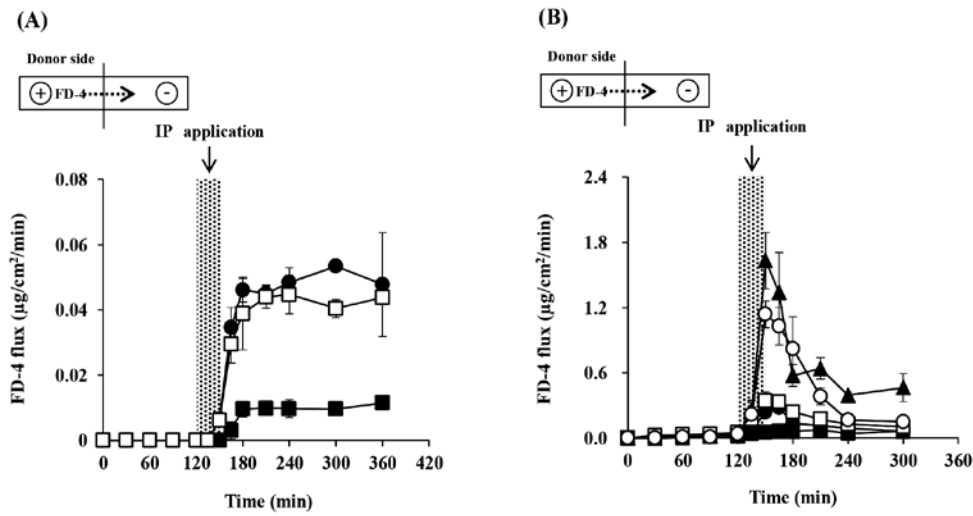 (A)
Donor side
+ FD-4 -
IP application
0.08
0.06
0.04
0.02
0
0 60 120 180 240 300 360 420
FD-4 flux (µg/cm²/min)
Time (min)
(B)
Donor side
+ FD-4 -
IP application
2.4
1.8
1.2
0.6
0.0
0 60 120 180 240 300 360
FD-4 flux (µg/cm²/min)
Time (min)